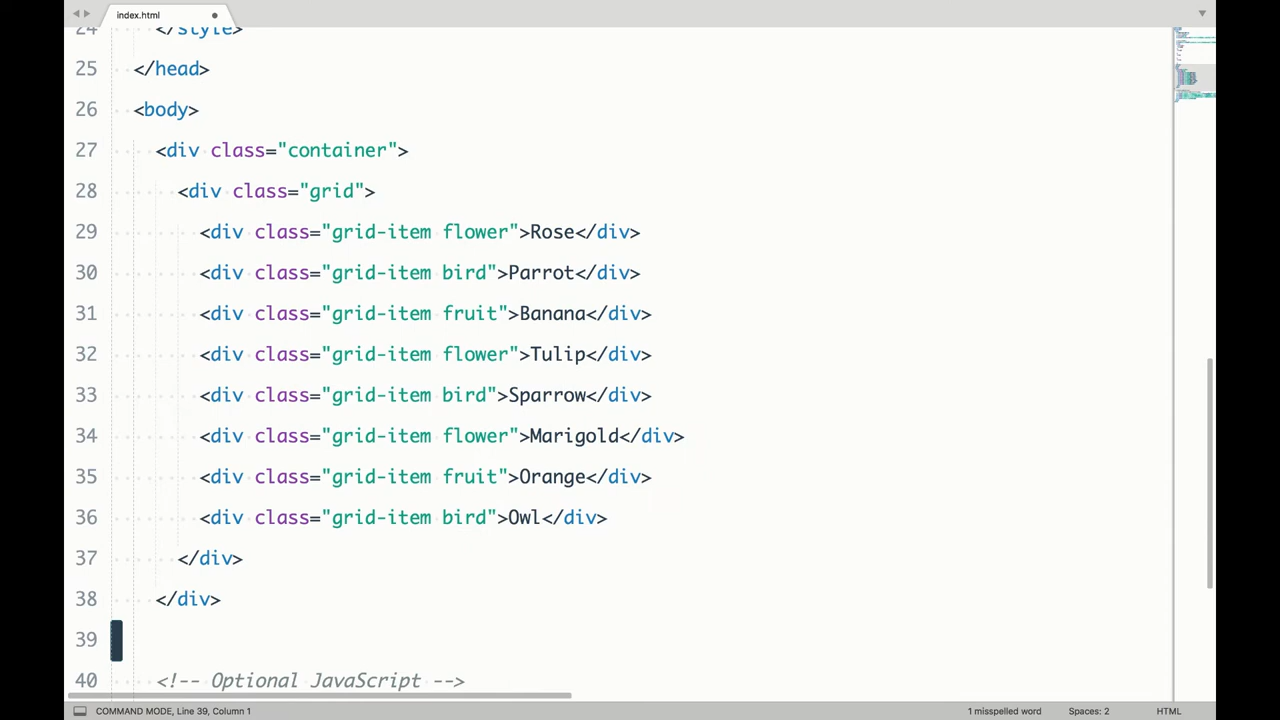 index.html
24 </style>
25 </head>
26 <body>
27 <div class="container">
28 <div class="grid">
29 <div class="grid-item flower">Rose</div>
30 <div class="grid-item bird">Parrot</div>
31 <div class="grid-item fruit">Banana</div>
32 <div class="grid-item flower">Tulip</div>
33 <div class="grid-item bird">Sparrow</div>
34 <div class="grid-item flower">Marigold</div>
35 <div class="grid-item fruit">Orange</div>
36 <div class="grid-item bird">Owl</div>
37 </div>
38 </div>
39
40 <!-- Optional JavaScript -->
COMMAND MODE, Line 39, Column 1 1 misspelled word Spaces: 2 HTML